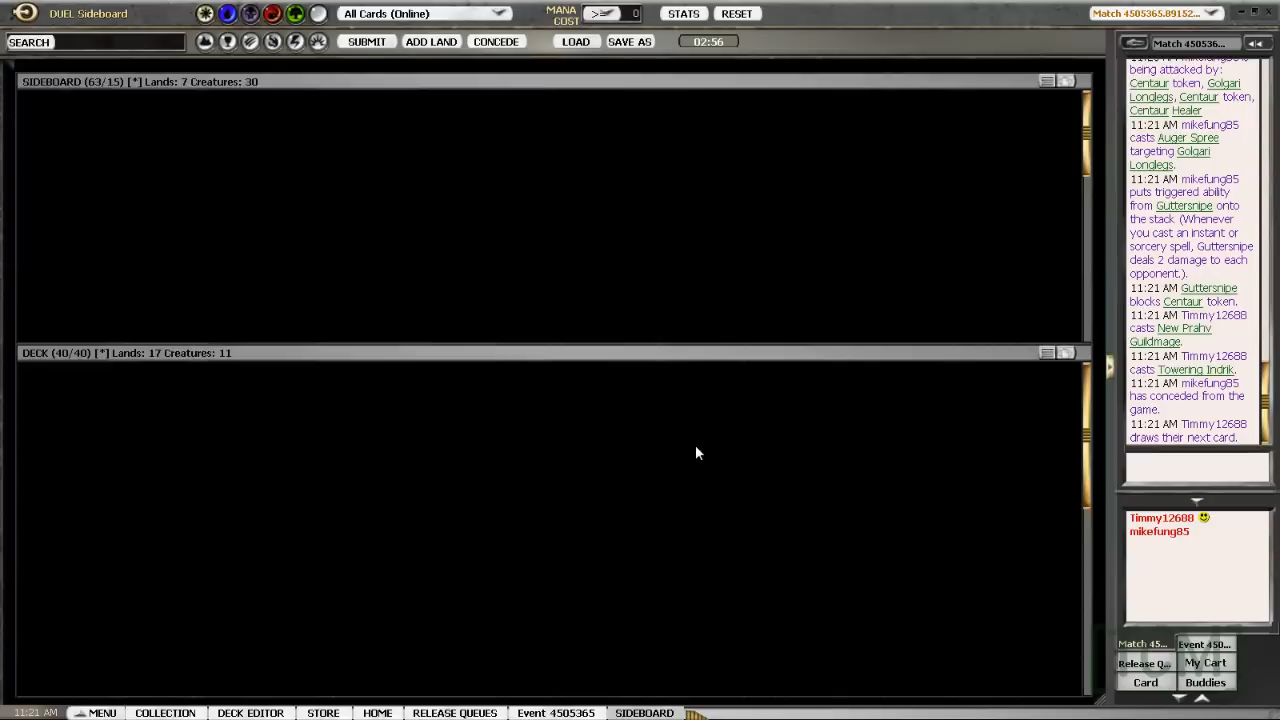 DUEL Sideboard
All Cards (Online)
MANA COST
0
STATS
RESET
Match 4505365.89152...
SEARCH
SUBMIT
ADD LAND
CONCEDE
LOAD
SAVE AS
02:56
Match 450536...
SIDEBOARD (63/15) [*] Lands: 7 Creatures: 30
DECK (40/40) [*] Lands: 17 Creatures: 11
being attacked by:
Centaur token, Golgari
Longlegs, Centaur token,
Centaur Healer
11:21 AM mikefung85
casts Auger Spree
targeting Golgari
Longlegs.
11:21 AM mikefung85
puts triggered ability
from Guttersnipe onto
the stack (Whenever
you cast an instant or
sorcery spell, Guttersnipe
deals 2 damage to each
opponent.).
11:21 AM Guttersnipe
blocks Centaur token.
11:21 AM Timmy12688
casts New Prahv
Guildmage.
11:21 AM Timmy12688
casts Towering Indrik.
11:21 AM mikefung85
has conceded from the
game.
11:21 AM Timmy12688
draws their next card.
Timmy12688
mikefung85
Match 45...
Event 450...
Release Q...
My Cart
Card
Buddies
11:21 AM
MENU
COLLECTION
DECK EDITOR
STORE
HOME
RELEASE QUEUES
Event 4505365
SIDEBOARD